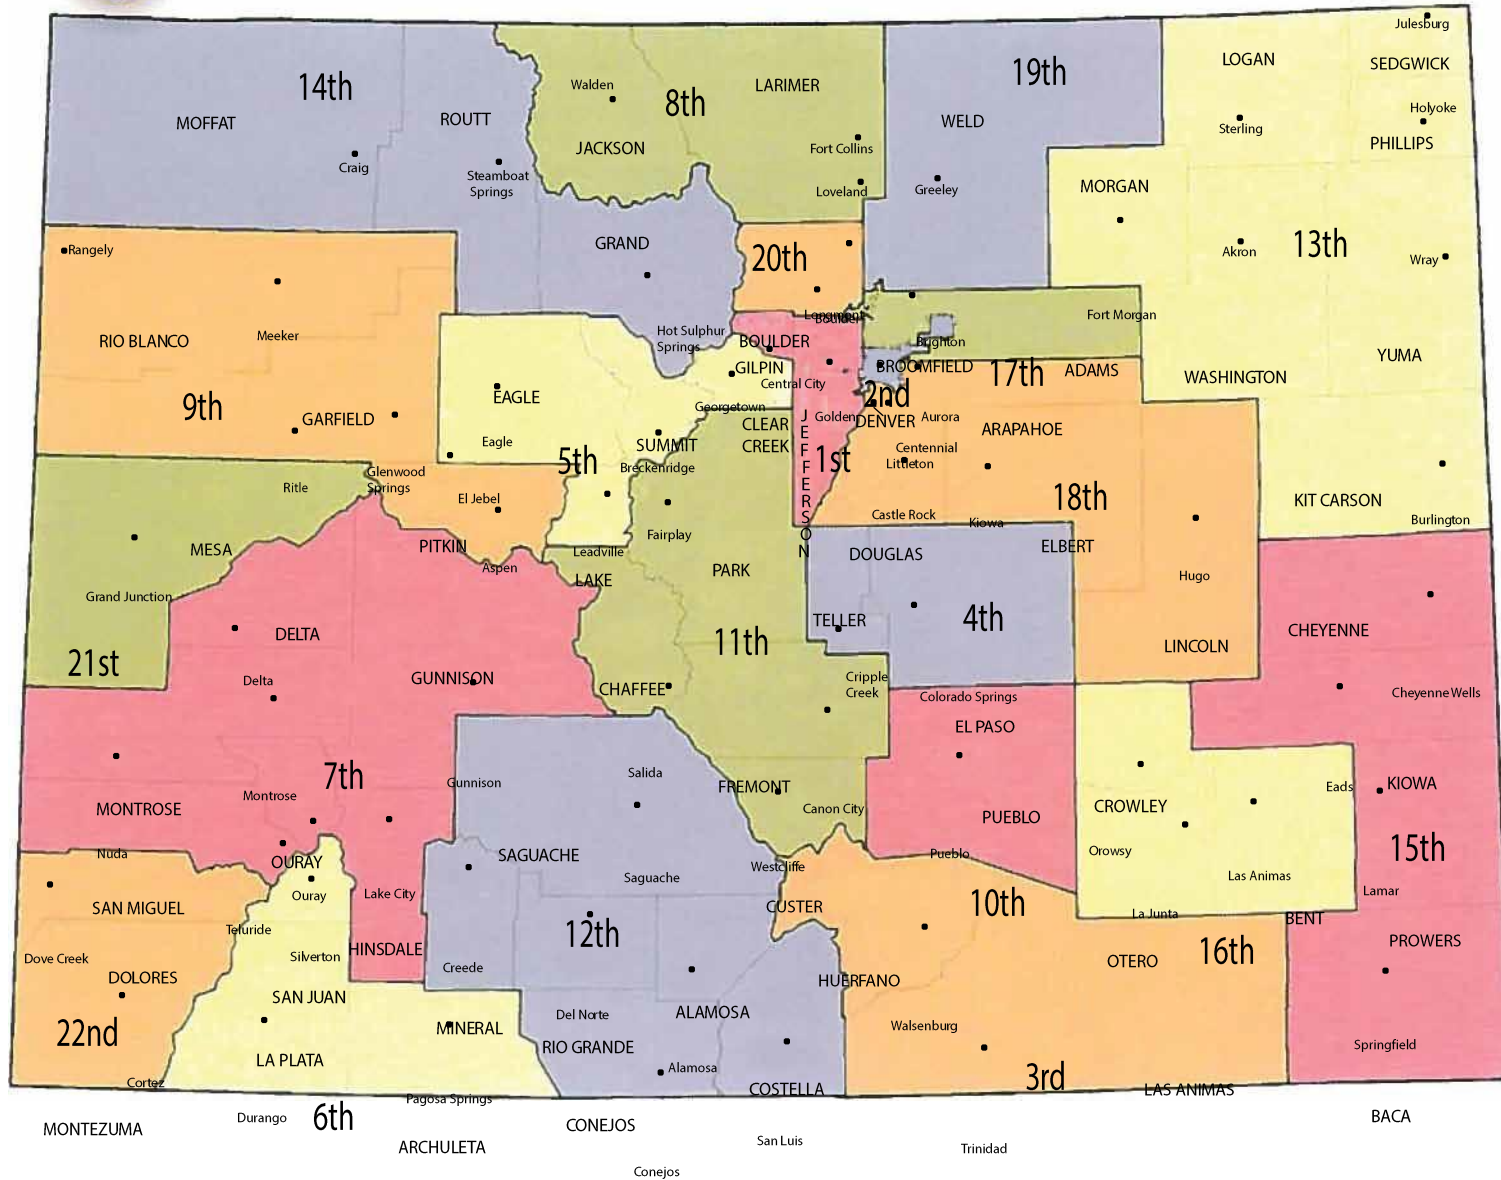 Julesburg
LOGAN
SEDGWICK
14th
19th
8th
Walden
LARIMER
Holyoke
MOFFAT
ROUTT
WELD
Sterling
PHILLIPS
JACKSON
Fort Collins
Craig
Steamboat
Springs
Loveland
Greeley
MORGAN
GRAND
Rangely
20th
Akron
13th
Wray
Longmont
Boulder
Fort Morgan
Meeker
RIO BLANCO
Hot Sulphur
Springs
BOULDER
Brighton
YUMA
GILPIN
BROOMFIELD
17th
ADAMS
WASHINGTON
Central City
EAGLE
2nd
9th
GARFIELD
Georgetown
Golden
DENVER
Aurora
CLEAR
CREEK
ARAPAHOE
Eagle
SUMMIT
JEFFERSON
1st
Centennial
Littleton
5th
Breckenridge
Glenwood
Springs
Ritle
El Jebel
18th
KIT CARSON
Castle Rock
Kiowa
Burlington
Fairplay
MESA
PITKIN
Leadville
DOUGLAS
ELBERT
Aspen
LAKE
PARK
Hugo
Grand Junction
TELLER
4th
DELTA
11th
CHEYENNE
LINCOLN
21st
Delta
GUNNISON
CHAFFEE
Cripple
Creek
Colorado Springs
Cheyenne Wells
EL PASO
7th
Salida
Gunnison
FREMONT
Eads
KIOWA
Montrose
MONTROSE
Canon City
CROWLEY
PUEBLO
Nuda
OURAY
SAGUACHE
Pueblo
Orowsy
15th
Westcliffe
Saguache
Las Animas
Lamar
Ouray
Lake City
SAN MIGUEL
CUSTER
10th
La Junta
BENT
Teluride
12th
PROWERS
Dove Creek
Silverton
HINSDALE
Creede
OTERO
16th
DOLORES
HUERFANO
SAN JUAN
Del Norte
ALAMOSA
22nd
MINERAL
Walsenburg
LA PLATA
RIO GRANDE
Springfield
Alamosa
3rd
Cortez
COSTELLA
LAS ANIMAS
Pagosa Springs
Durango
6th
MONTEZUMA
CONEJOS
BACA
ARCHULETA
San Luis
Trinidad
Conejos